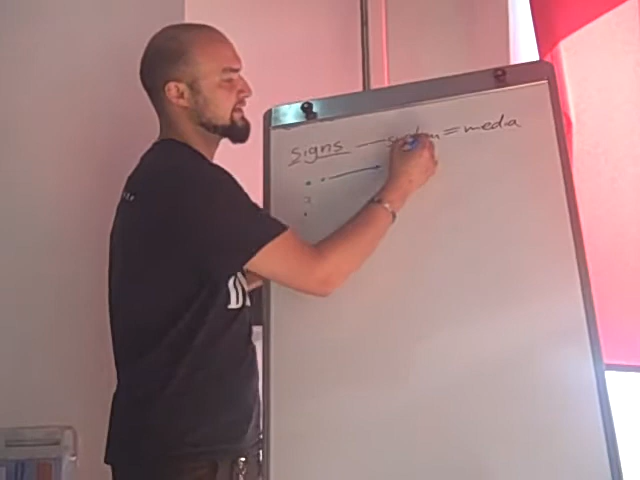 Signs — system = media